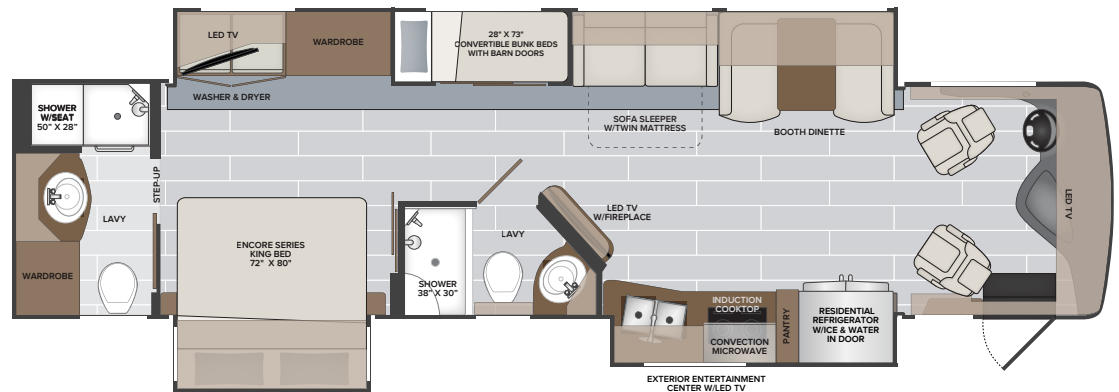 LED TV
WARDROBE
28" X 73"
CONVERTIBLE BUNK BEDS
WITH BARN DOORS
WASHER & DRYER
SHOWER
W/SEAT
50" X 28"
SOFA SLEEPER
W/TWIN MATTRESS
BOOTH DINETTE
STEP-UP
LAVY
WARDROBE
ENCORE SERIES
KING BED
72" X 80"
LED TV
W/FIREPLACE
LAVY
SHOWER
38" X 30"
LED TV
INDUCTION
COOKTOP
CONVECTION
MICROWAVE
PANTRY
RESIDENTIAL
REFRIGERATOR
W/ICE & WATER
IN DOOR
EXTERIOR ENTERTAINMENT
CENTER W/LED TV